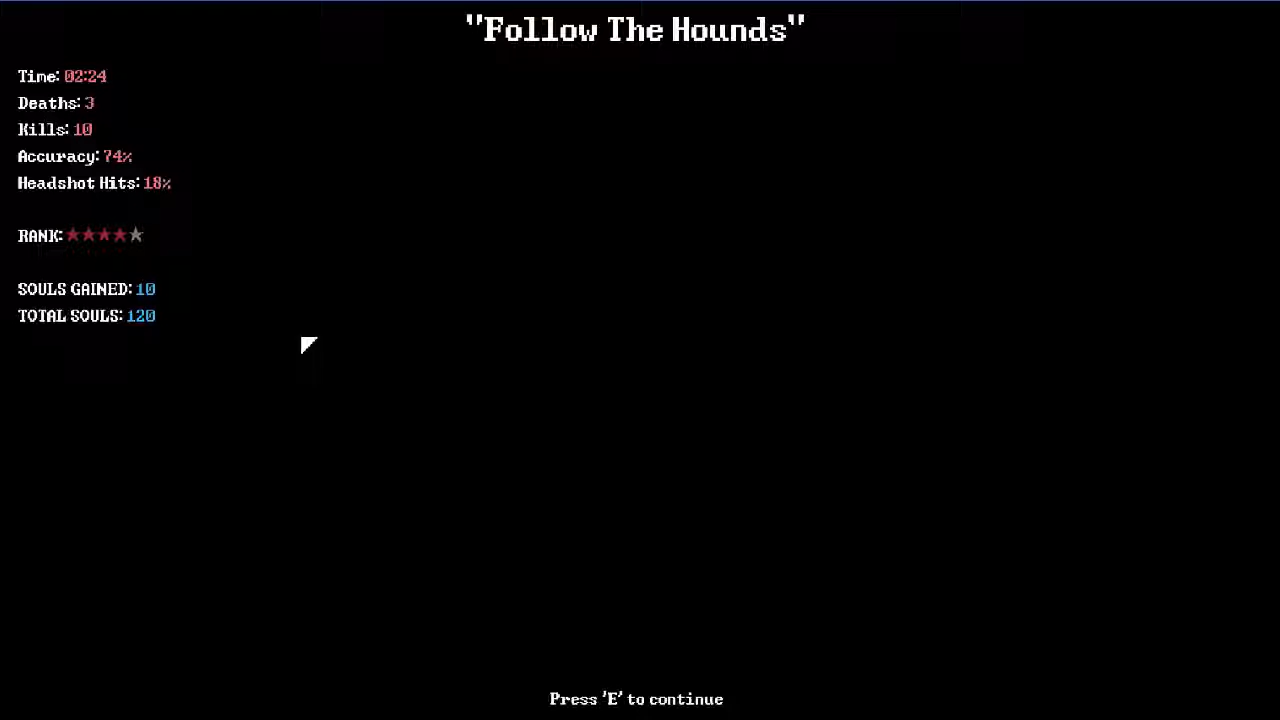 "Follow The Hounds"
Time: 02:24
Deaths: 3
Kills: 10
Accuracy: 74%
Headshot Hits: 18%
RANK: ★★★★★
SOULS GAINED: 10
TOTAL SOULS: 120
Press 'E' to continue